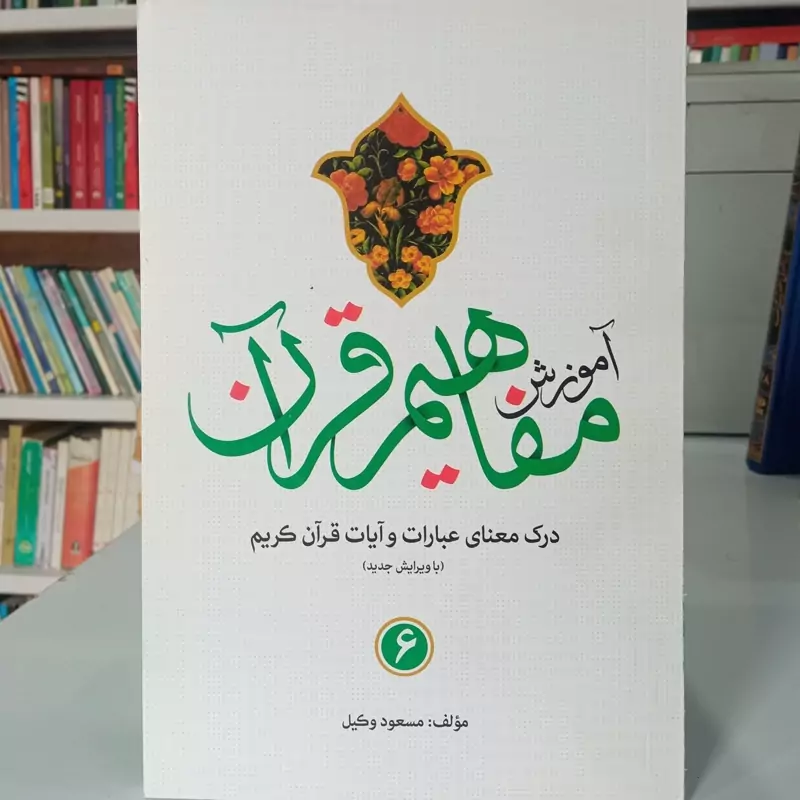 آموزش
مفاهیم قرآن
درک معنای عبارات و آیات قرآن کریم
(با ویرایش جدید)
۶
مؤلف: مسعود وکیل